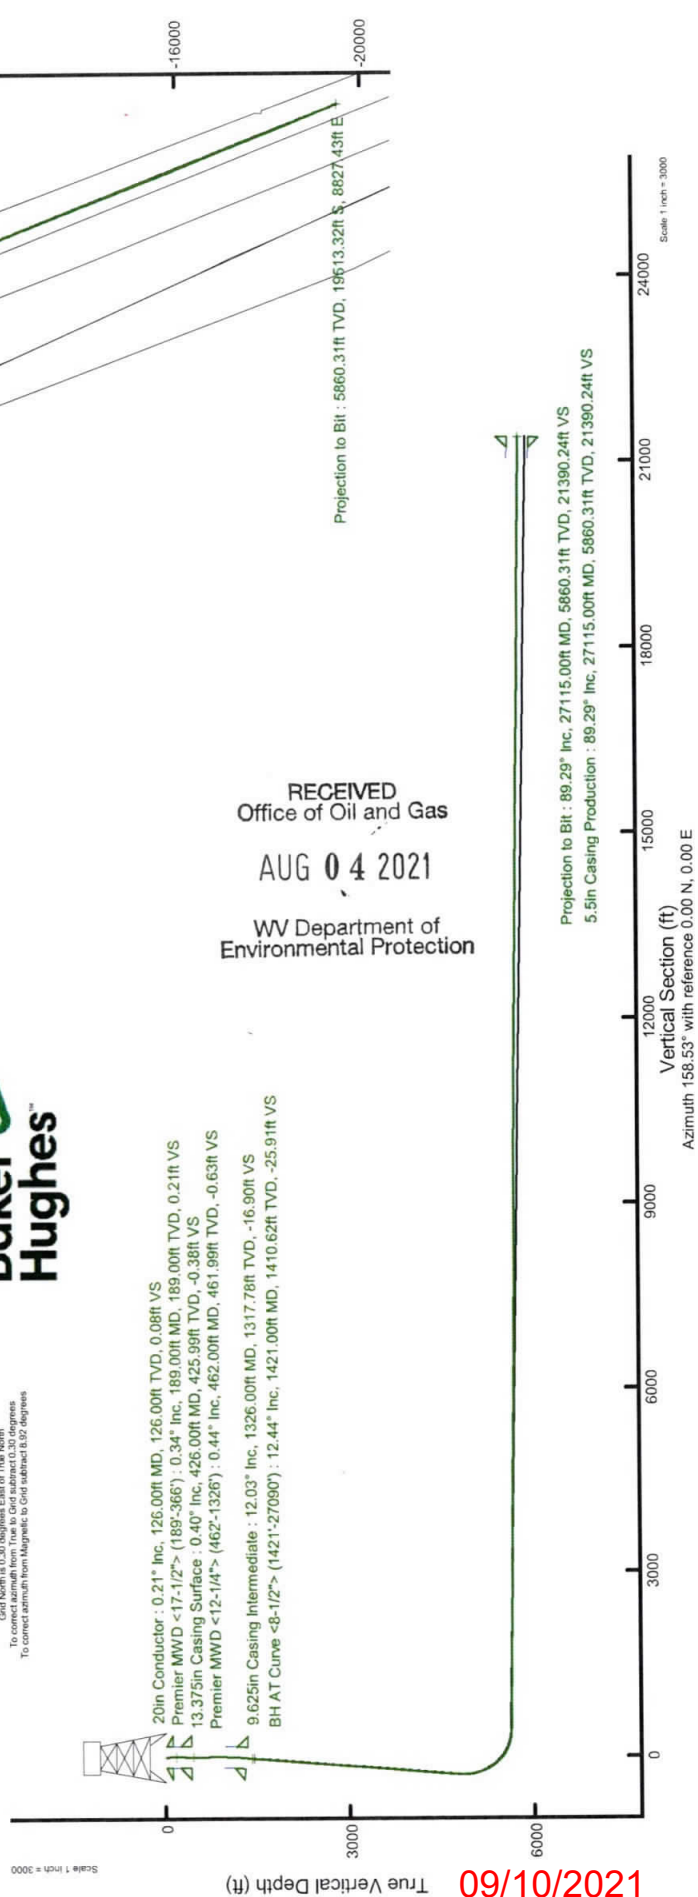 -16000
-20000
Projection to Bit : 5860.31ft TVD, 19513.32ft S, 8827.43ft E
Scale 1 inch = 3000
Hughes
Grid North is 0.30 degrees East of True North
To correct azimuth from True to Grid subtract 0.30 degrees
To correct azimuth from Magnetic to Grid subtract 8.92 degrees
RECEIVED
Office of Oil and Gas
AUG 04 2021
WV Department of
Environmental Protection
20in Conductor : 0.21° Inc, 126.00ft MD, 126.00ft TVD, 0.08ft VS
Premier MWD <17-1/2"> (189'-366') : 0.34° Inc, 189.00ft MD, 189.00ft TVD, 0.21ft VS
13.375in Casing Surface : 0.40° Inc, 426.00ft MD, 425.99ft TVD, -0.38ft VS
Premier MWD <12-1/4"> (462'-1326') : 0.44° Inc, 462.00ft MD, 461.99ft TVD, -0.63ft VS
9.625in Casing Intermediate : 12.03° Inc, 1326.00ft MD, 1317.78ft TVD, -16.90ft VS
BH AT Curve <8-1/2"> (1421'-27090') : 12.44° Inc, 1421.00ft MD, 1410.62ft TVD, -25.91ft VS
Projection to Bit : 89.29° Inc, 27115.00ft MD, 5860.31ft TVD, 21390.24ft VS
5.5in Casing Production : 89.29° Inc, 27115.00ft MD, 5860.31ft TVD, 21390.24ft VS
0
3000
6000
True Vertical Depth (ft)
Scale 1 inch = 3000
0
3000
6000
9000
12000
15000
18000
21000
24000
Vertical Section (ft)
Azimuth 158.53° with reference 0.00 N, 0.00 E
09/10/2021